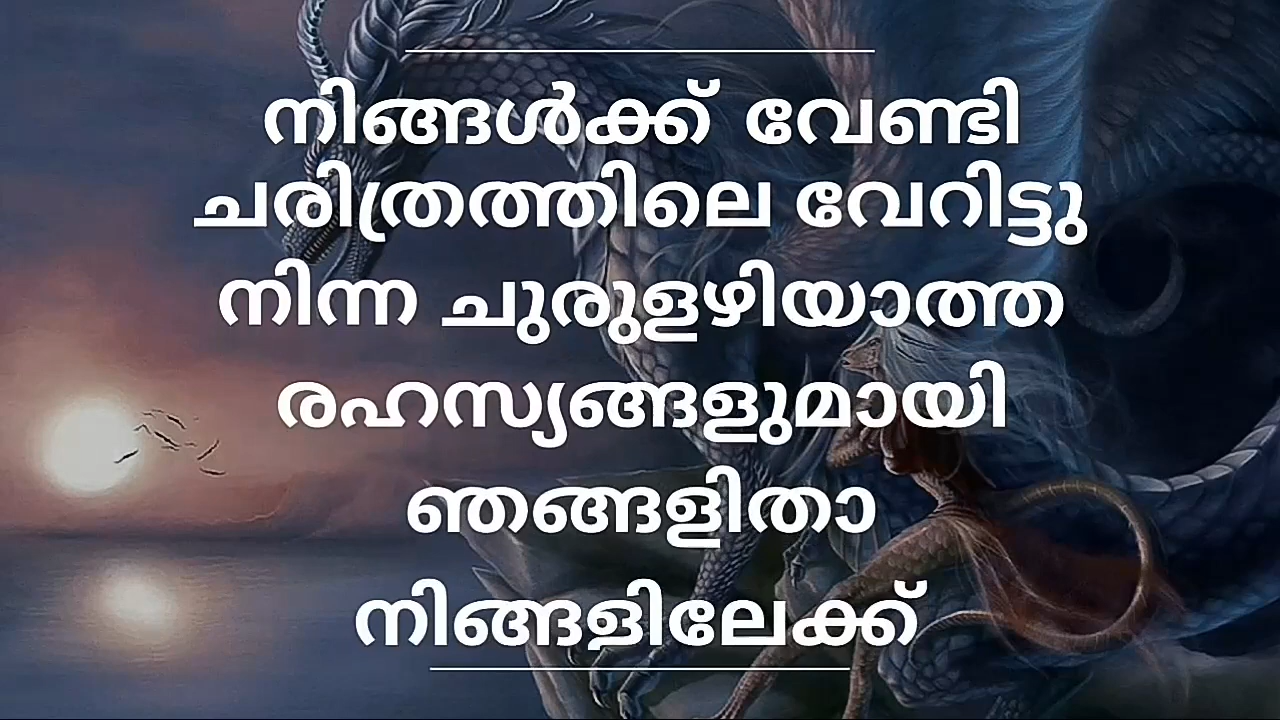 നിങ്ങൾക്ക് വേണ്ടി
ചരിത്രത്തിലെ വേറിട്ടു
നിന്ന ചുരുളഴിയാത്ത
രഹസ്യങ്ങളുമായി
ഞങ്ങളിതാ
നിങ്ങളിലേക്ക്